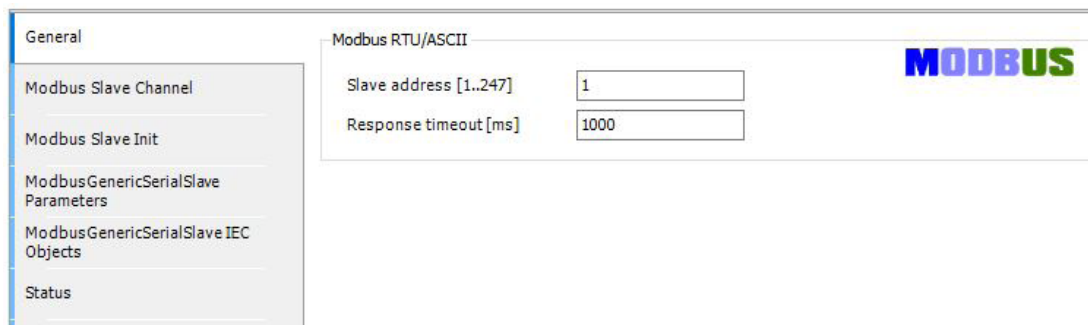 General
Modbus Slave Channel
Modbus Slave Init
ModbusGenericSerialSlave
Parameters
ModbusGenericSerialSlave IEC
Objects
Status
Modbus RTU/ASCII
MODBUS
Slave address [1..247]
1
Response timeout [ms]
1000